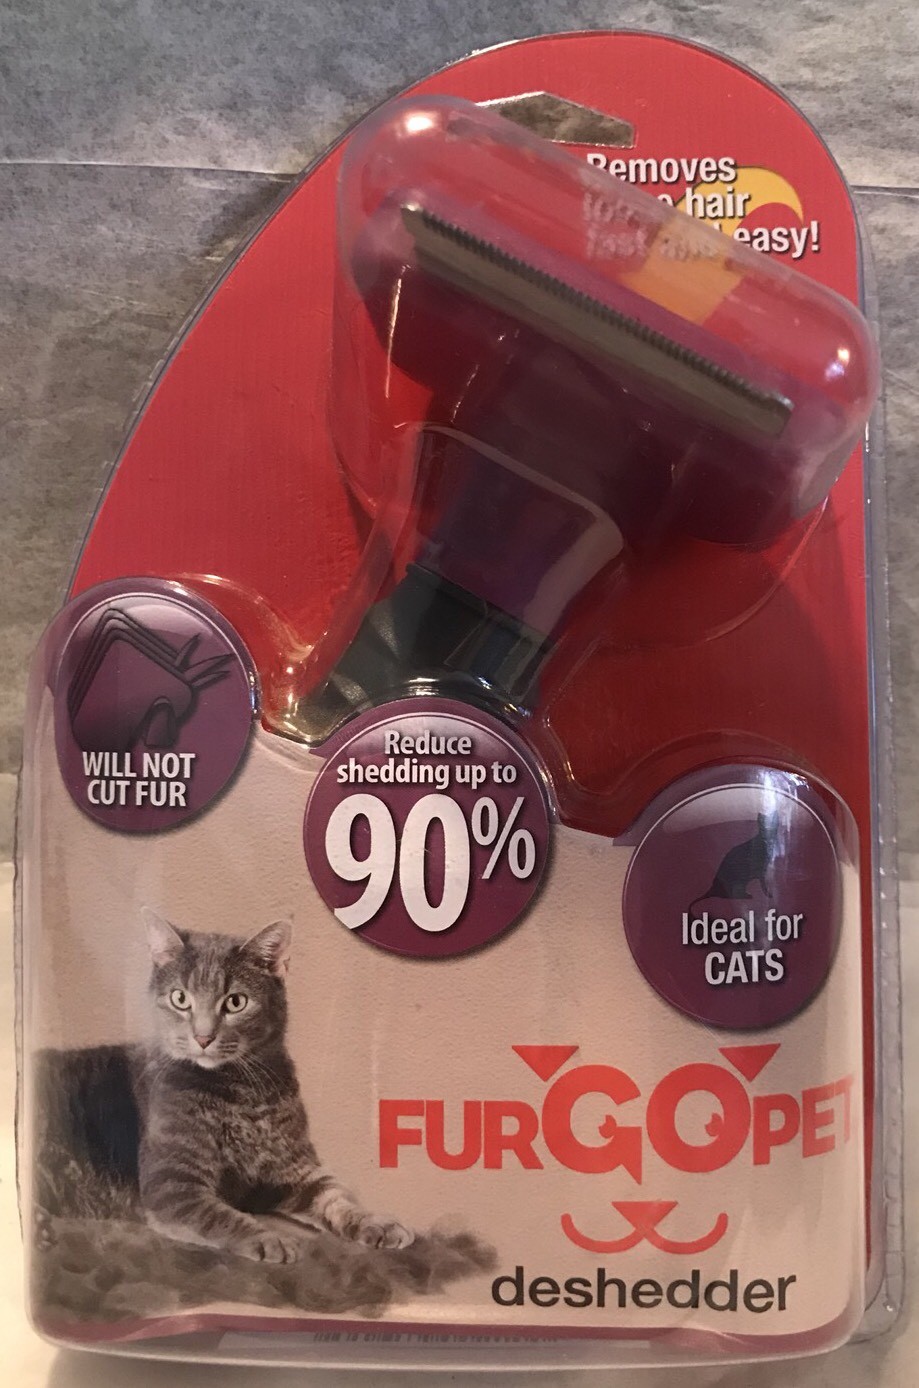 Removes
hair
easy!
WILL NOT
CUT FUR
Reduce
shedding up to
90%
Ideal for
CATS
FURGOPET
deshedder